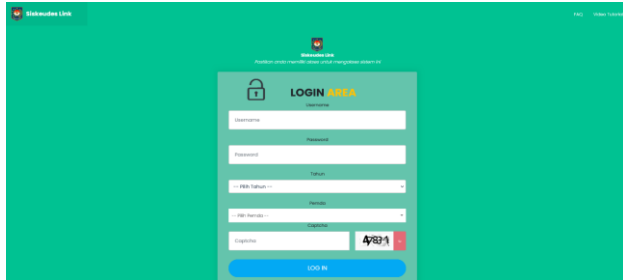 Siskeudes Link
FAQ Video Tutorial
Siskeudes Link
Pastikan anda memiliki akses untuk mengakses sistem ini
LOGIN AREA
Username
Username
Password
Password
Tahun
-- Pilih Tahun --
Pemda
-- Pilih Pemda --
Captcha
Captcha
LOG IN